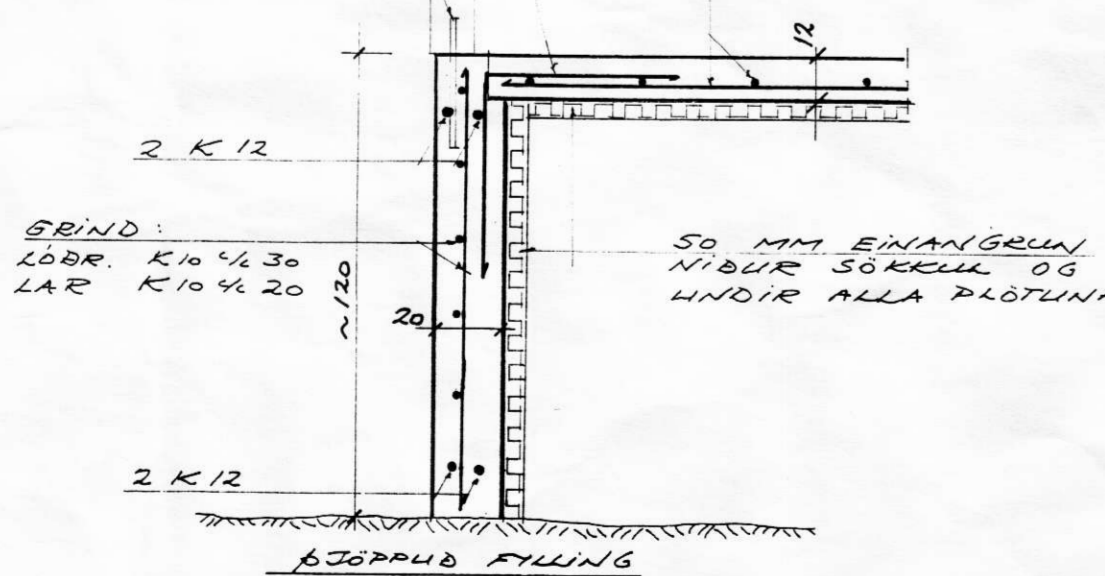 12
2 K 12
GRIND:
LÓÐR. K10 c/c 30
LÁR K10 c/c 20
~120
20
50 MM EINANGRUN
NIÐUR SÖKKUL OG
UNDIR ALLA PLÖTUNA
2 K 12
ÞJÖPPUÐ FYLLING